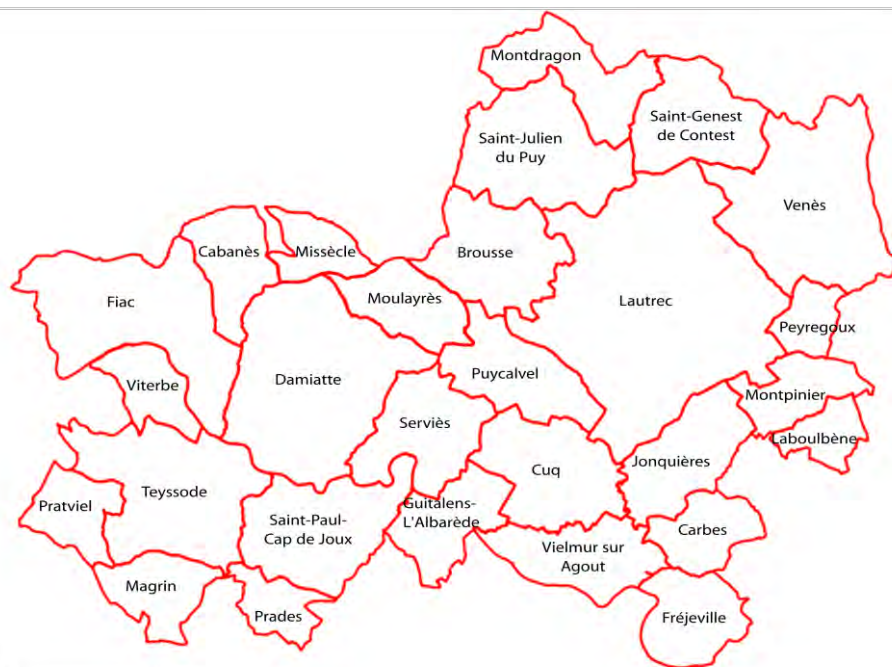 Montdragon
Saint-Genest
de Contest
Saint-Julien
du Puy
Venès
Cabanès
Missècle
Brousse
Fiac
Moulayrès
Lautrec
Peyregoux
Viterbe
Damiatte
Puycalvel
Montpinier
Serviès
Laboulbène
Cuq
Jonquières
Teyssode
Pratviel
Guitalens-
L'Albarède
Saint-Paul-
Cap de Joux
Carbes
Vielmur sur
Agout
Magrin
Prades
Fréjeville